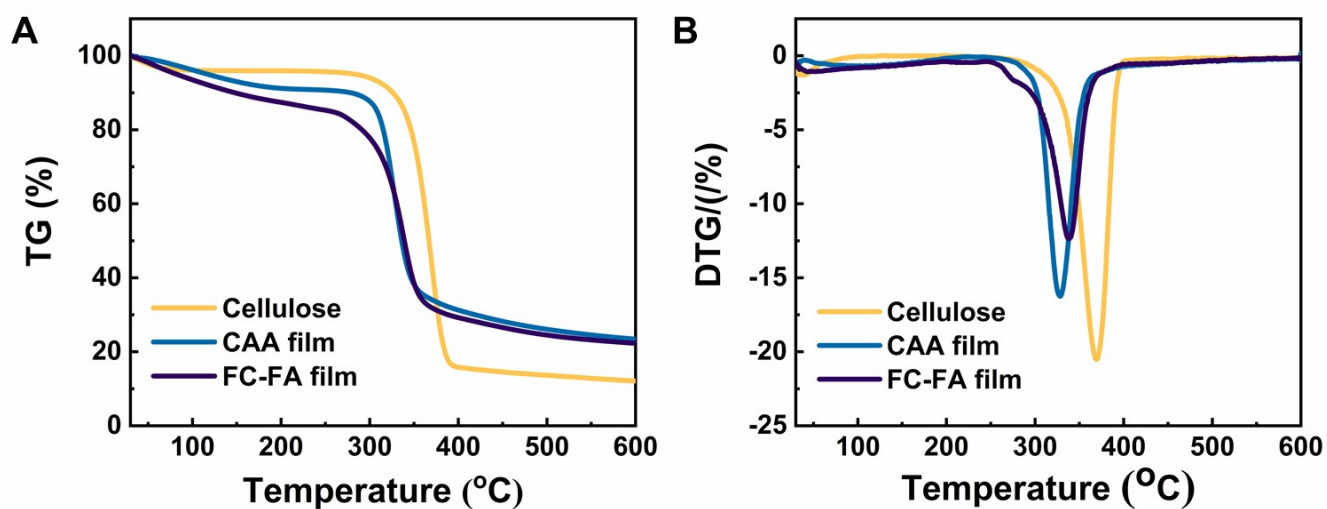 A
TG (%)
100
80
60
40
20
0
Cellulose
CAA film
FC-FA film
100 200 300 400 500 600
Temperature (°C)
B
DTG/(/%)
0
-5
-10
-15
-20
-25
Cellulose
CAA film
FC-FA film
100 200 300 400 500 600
Temperature (°C)